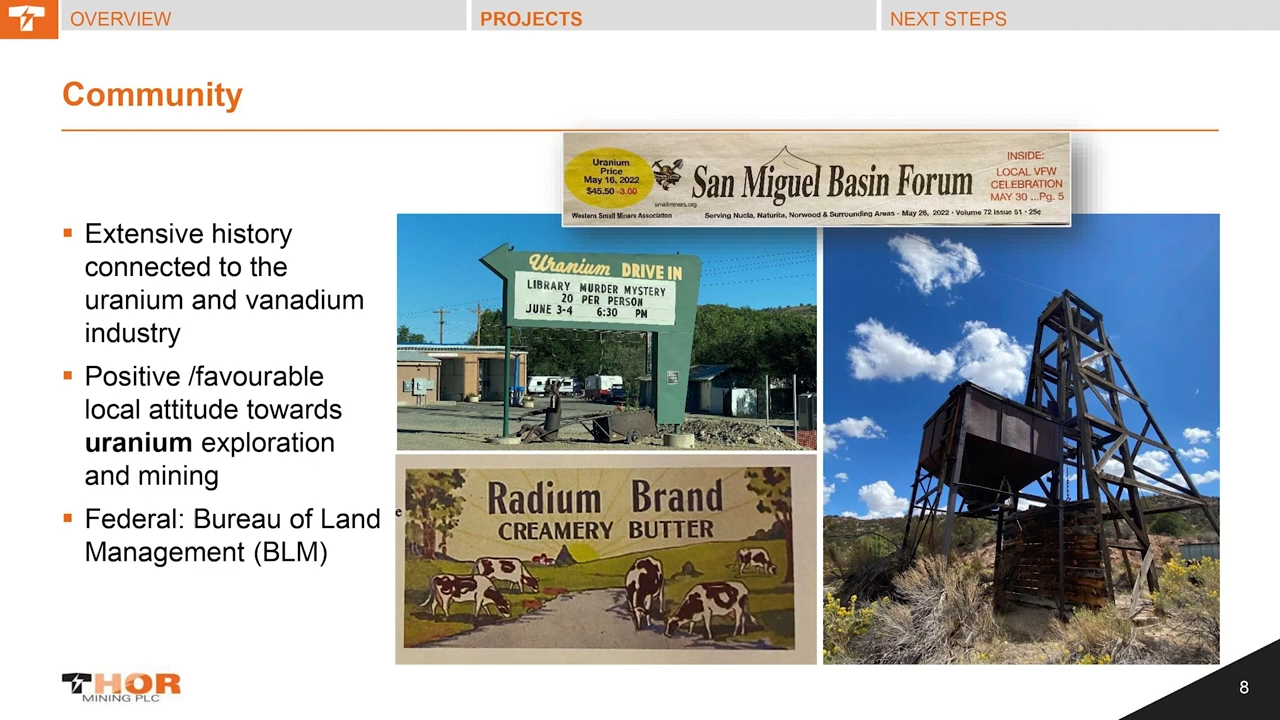 OVERVIEW
PROJECTS
NEXT STEPS
Community
Uranium
Price
May 16, 2022
$45.50 -3.00
smallminers.org
Western Small Miners Association
San Miguel Basin Forum
Serving Nucla, Naturita, Norwood & Surrounding Areas - May 26, 2022 • Volume 72 Issue 51 • 25¢
INSIDE:
LOCAL VFW
CELEBRATION
MAY 30 ...Pg. 5
▪ Extensive history
connected to the
uranium and vanadium
industry
▪ Positive /favourable
local attitude towards
uranium exploration
and mining
▪ Federal: Bureau of Land
Management (BLM)
Uranium DRIVE IN
LIBRARY MURDER MYSTERY
20 PER PERSON
JUNE 3-4 6:30 PM
e
Radium Brand
CREAMERY BUTTER
THOR
MINING PLC
8